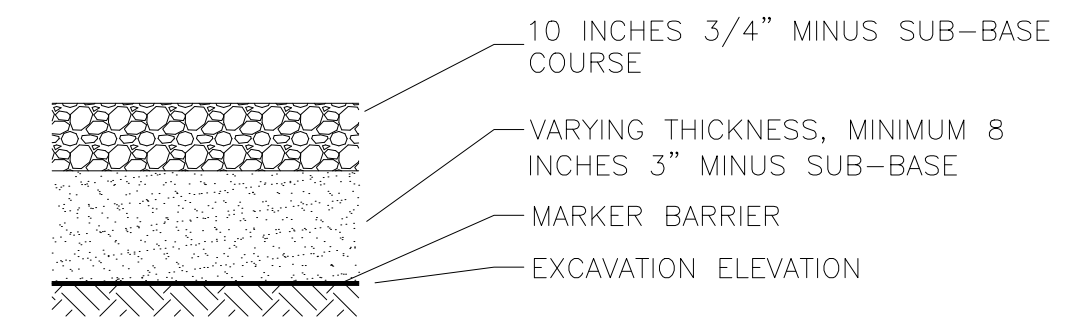 10 INCHES 3/4" MINUS SUB-BASE
COURSE
VARYING THICKNESS, MINIMUM 8
INCHES 3" MINUS SUB-BASE
MARKER BARRIER
EXCAVATION ELEVATION